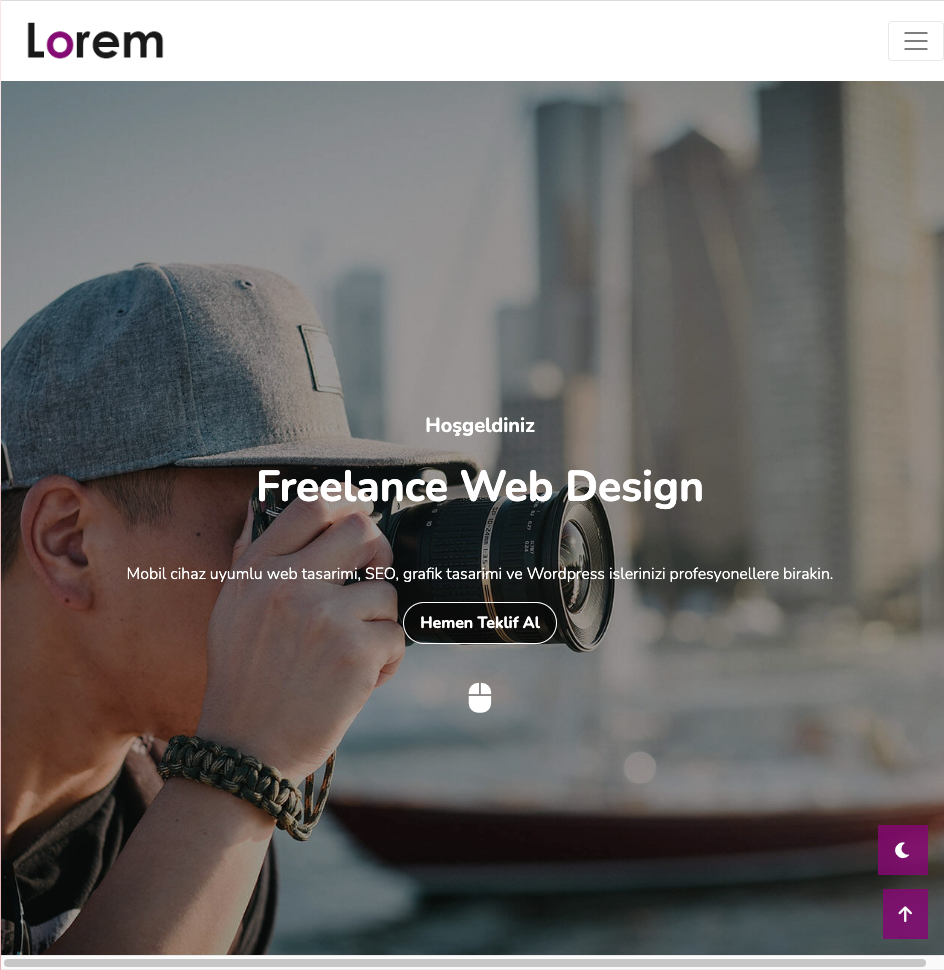 Lorem
Hoşgeldiniz
Freelance Web Design
Mobil cihaz uyumlu web tasarimi, SEO, grafik tasarimi ve Wordpress islerinizi profesyonellere birakin.
Hemen Teklif Al